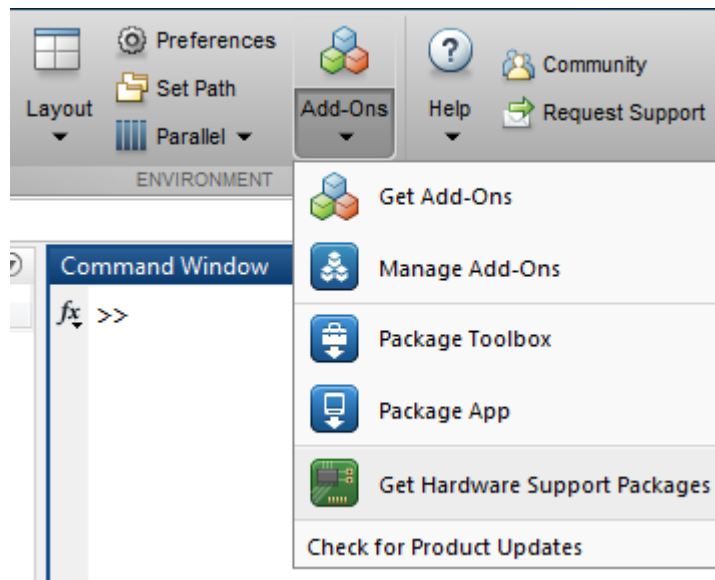 Layout
Preferences
Set Path
Parallel
Add-Ons
Help
Community
Request Support
ENVIRONMENT
Get Add-Ons
Manage Add-Ons
Package Toolbox
Package App
Get Hardware Support Packages
Check for Product Updates
Command Window
fx >>